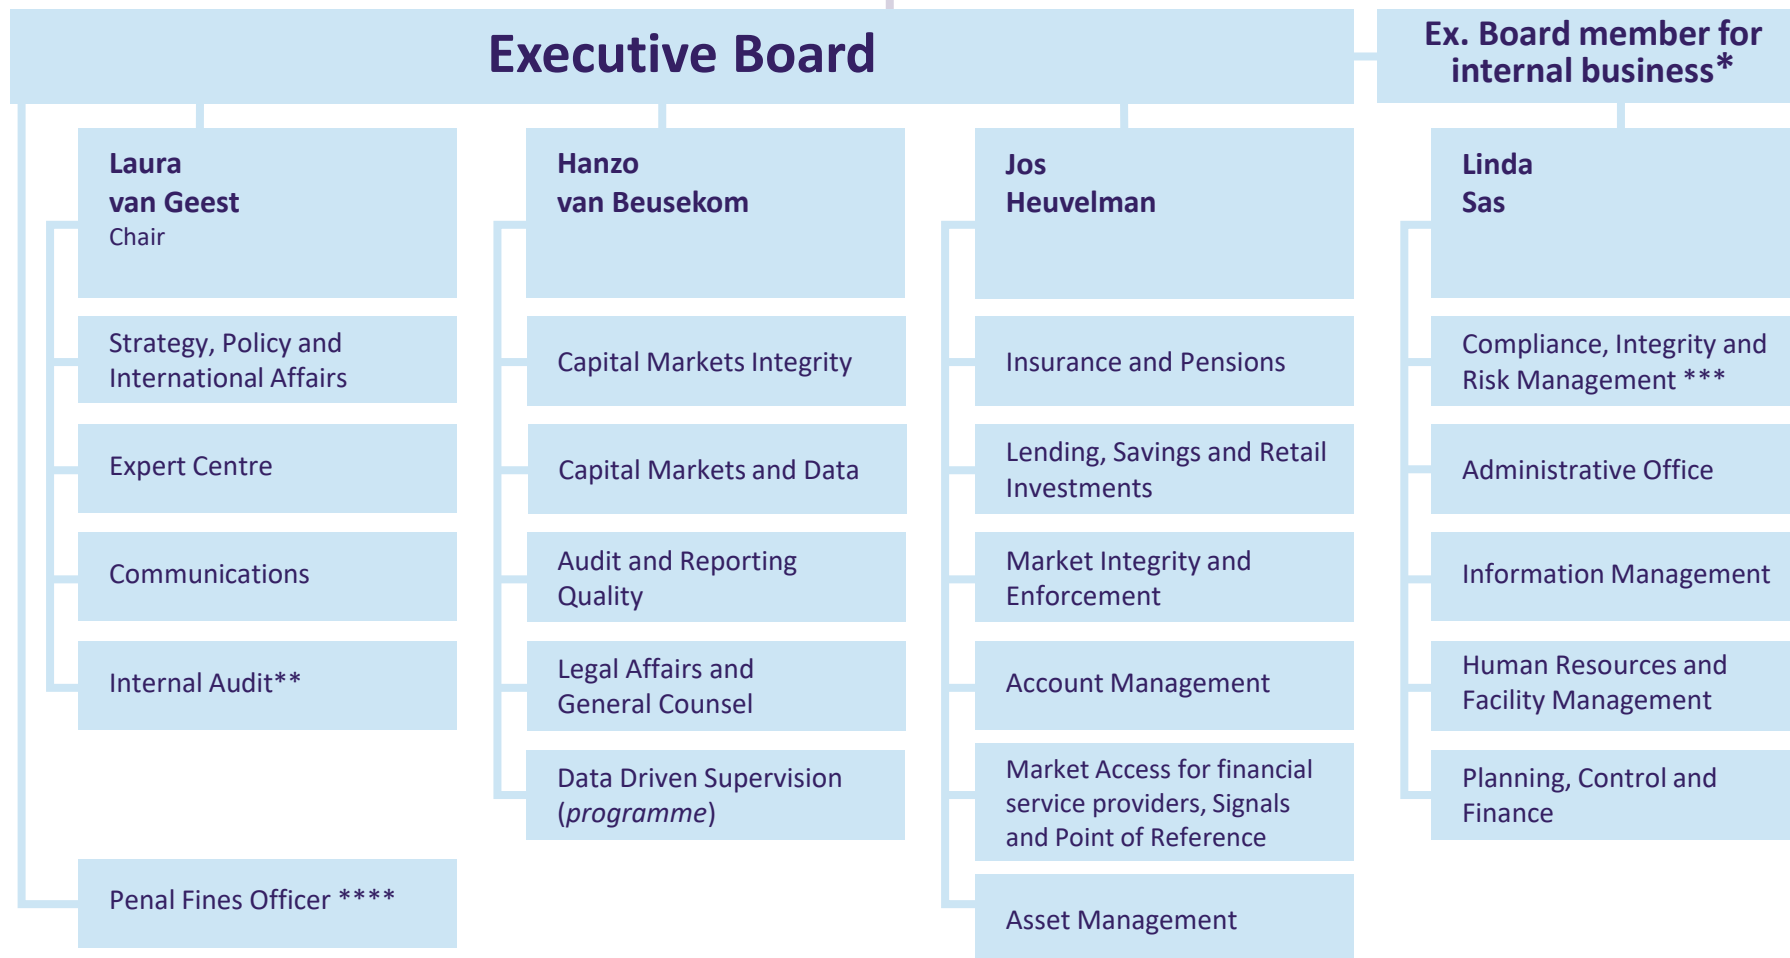 Executive Board
Ex. Board member for
internal business*
Laura
van Geest
Chair
Strategy, Policy and
International Affairs
Expert Centre
Communications
Internal Audit**
Penal Fines Officer ****
Hanzo
van Beusekom
Capital Markets Integrity
Capital Markets and Data
Audit and Reporting
Quality
Legal Affairs and
General Counsel
Data Driven Supervision
(programme)
Jos
Heuvelman
Insurance and Pensions
Lending, Savings and Retail
Investments
Market Integrity and
Enforcement
Account Management
Market Access for financial
service providers, Signals
and Point of Reference
Asset Management
Linda
Sas
Compliance, Integrity and
Risk Management ***
Administrative Office
Information Management
Human Resources and
Facility Management
Planning, Control and
Finance